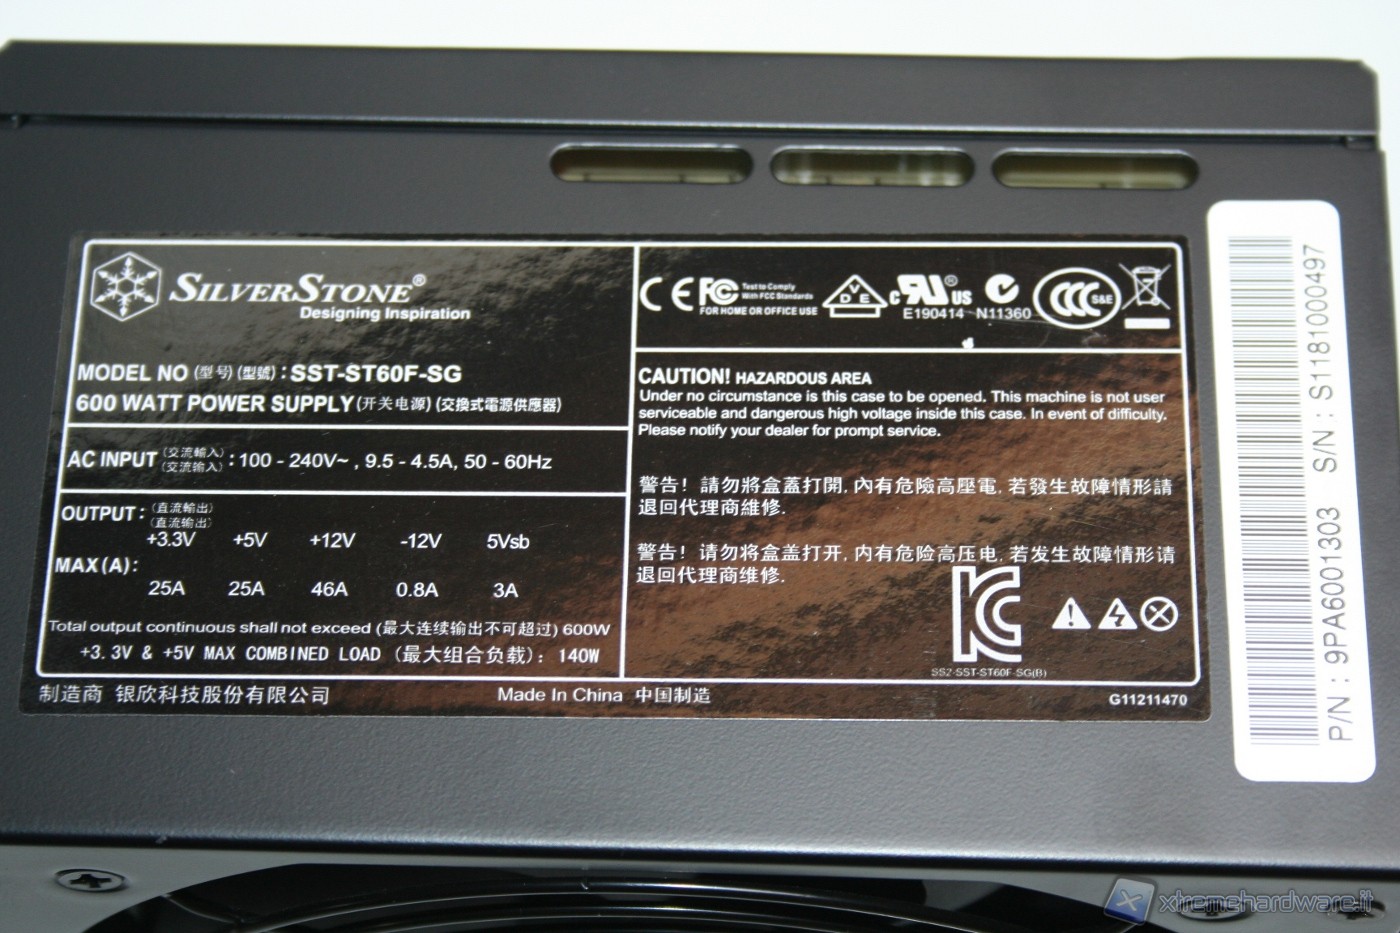 SILVERSTONE®
Designing Inspiration
MODEL NO (型号) (型號) : SST-ST60F-SG
600 WATT POWER SUPPLY (开关电源) (交換式電源供應器)
AC INPUT (交流輸入) (交流输入) : 100 - 240V~ , 9.5 - 4.5A, 50 - 60Hz
OUTPUT : (直流輸出) (直流输出)
+3.3V +5V +12V -12V 5Vsb
MAX (A) :
25A 25A 46A 0.8A 3A
Total output continuous shall not exceed (最大连续输出不可超过) 600W
+3.3V & +5V MAX COMBINED LOAD (最大组合负载): 140W
制造商 银欣科技股份有限公司
Made In China 中国制造
CE FC Test to Comply
With FCC Standards
FOR HOME OR OFFICE USE
VDE
c RU® US
E190414 N11360
CCC S&E
CAUTION! HAZARDOUS AREA
Under no circumstance is this case to be opened. This machine is not user
serviceable and dangerous high voltage inside this case. In event of difficulty.
Please notify your dealer for prompt service.
警告! 請勿將盒蓋打開, 內有危險高壓電, 若發生故障情形請
退回代理商維修.
警告! 请勿将盒盖打开, 内有危险高压电, 若发生故障情形请
退回代理商维修.
KC
SS2-SST-ST60F-SG(B)
G11211470
P/N : 9PA6001303 S/N : S1181000497
xtremehardware.it